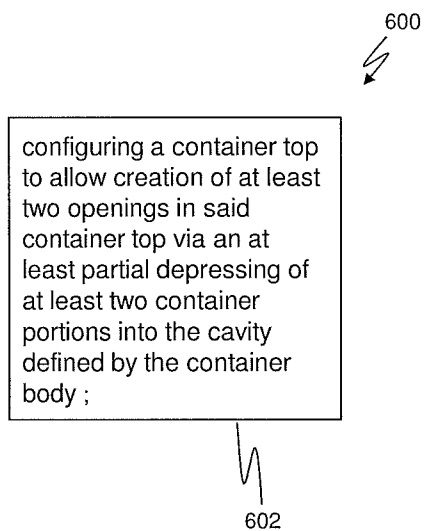 600
configuring a container top
to allow creation of at least
two openings in said
container top via an at
least partial depressing of
at least two container
portions into the cavity
defined by the container
body ;
602